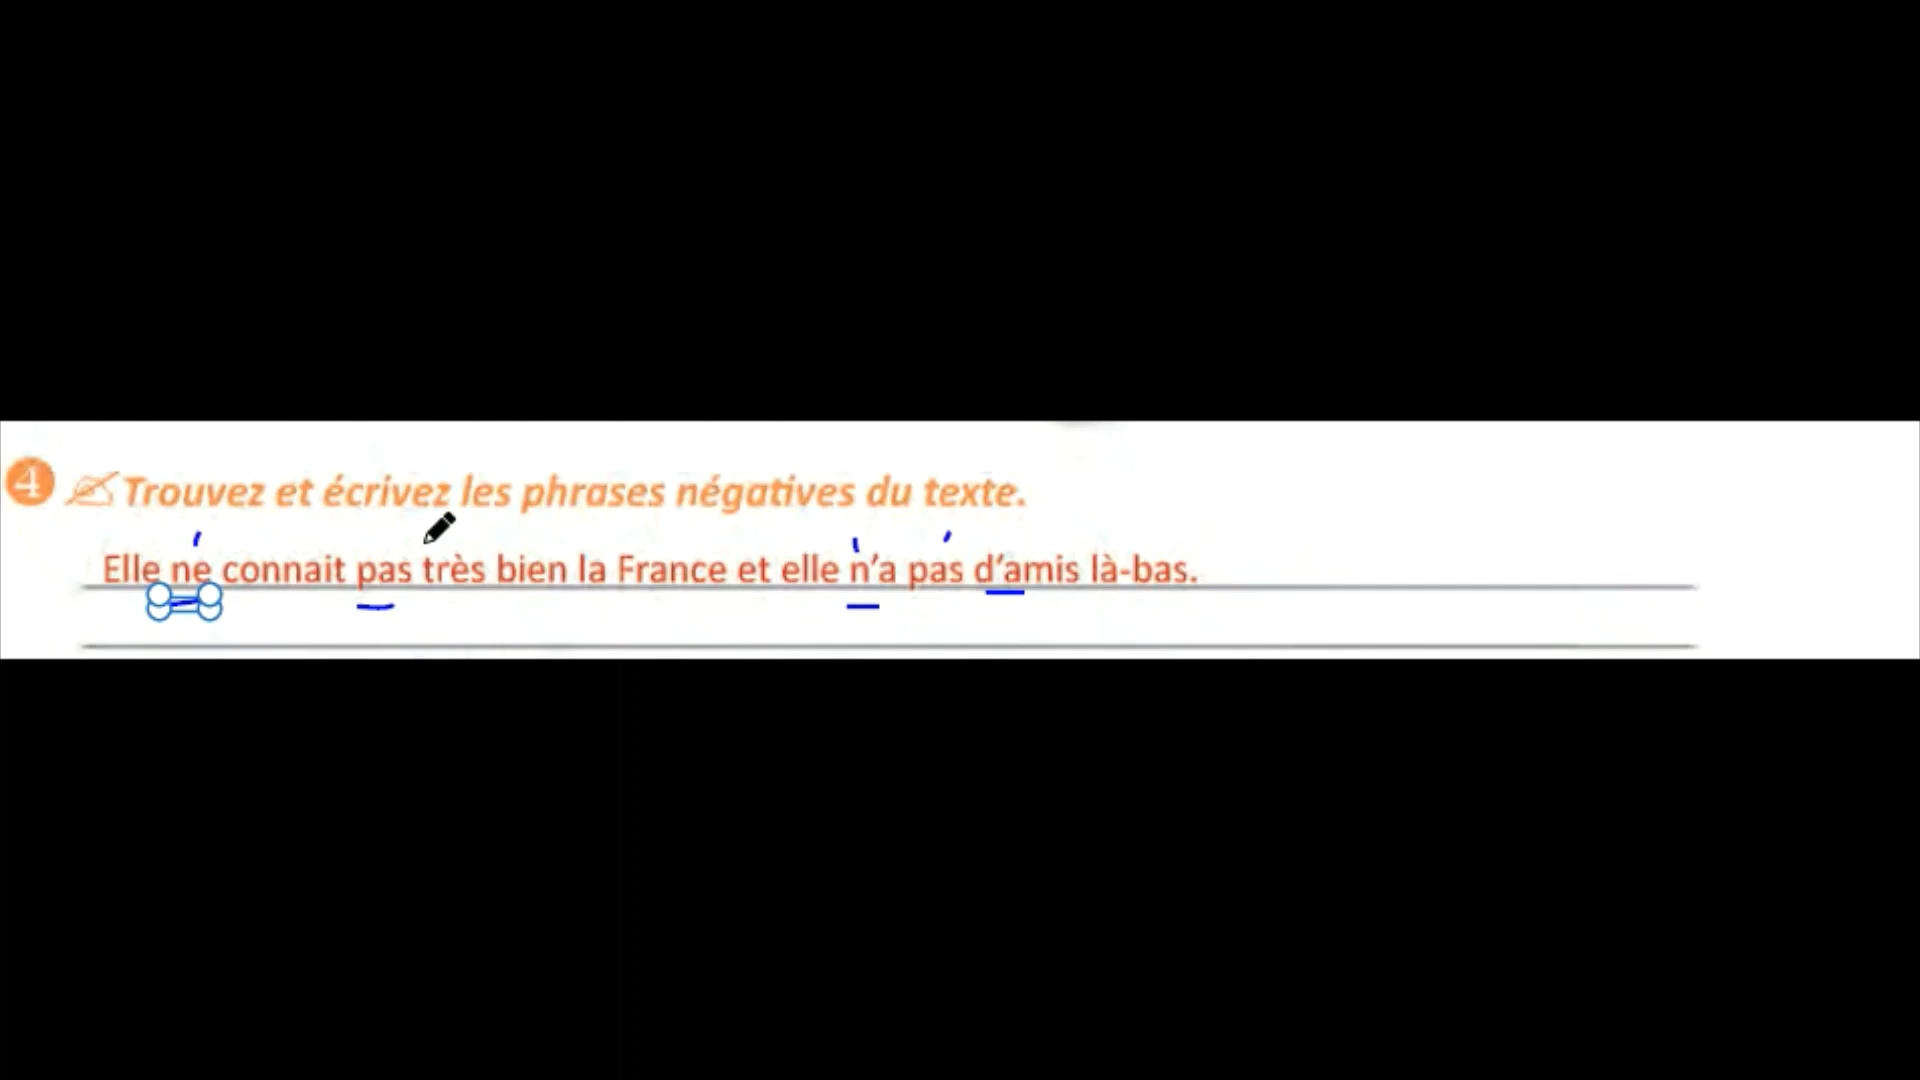 4 Trouvez et écrivez les phrases négatives du texte.
Elle ne connait pas très bien la France et elle n’a pas d’amis là-bas.